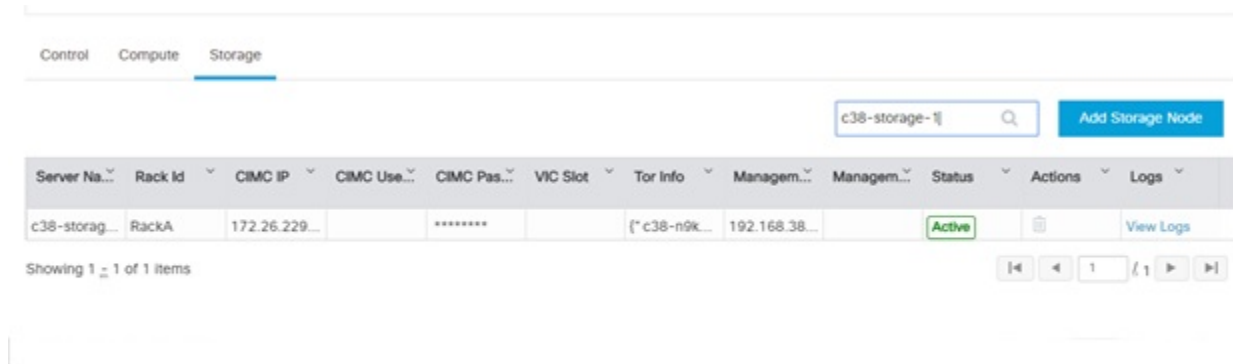 Control Compute Storage
c38-storage-1
Add Storage Node
Server Na... Rack Id CIMC IP CIMC Use... CIMC Pas... VIC Slot Tor Info Managem... Managem... Status Actions Logs
c38-storag... RackA 172.26.229... ******** {"c38-n9k... 192.168.38... Active View Logs
Showing 1 - 1 of 1 items
1 / 1